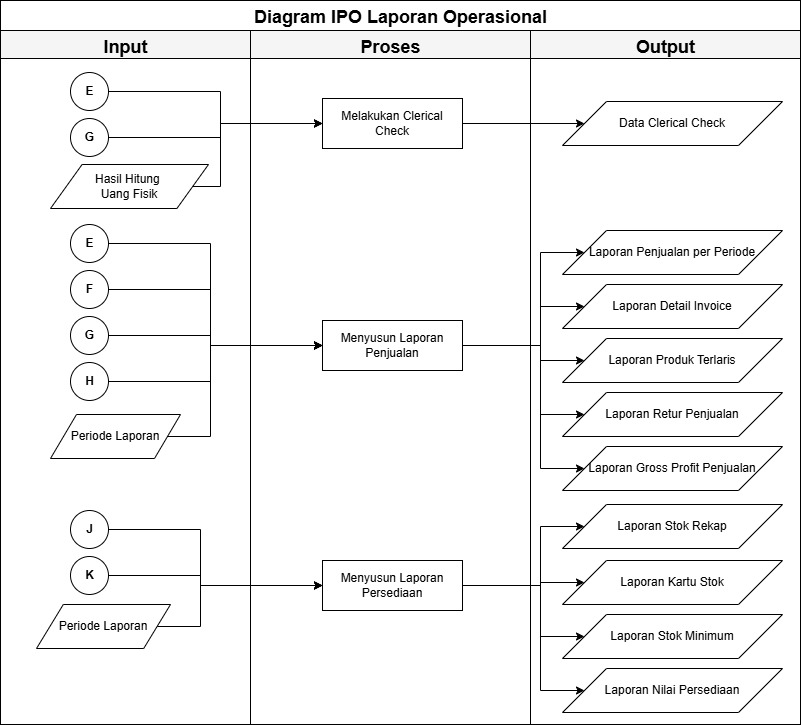 Diagram IPO Laporan Operasional
Input
Proses
Output
E
G
Hasil Hitung
Uang Fisik
Melakukan Clerical
Check
Data Clerical Check
E
F
G
H
Periode Laporan
Menyusun Laporan
Penjualan
Laporan Penjualan per Periode
Laporan Detail Invoice
Laporan Produk Terlaris
Laporan Retur Penjualan
Laporan Gross Profit Penjualan
J
K
Periode Laporan
Menyusun Laporan
Persediaan
Laporan Stok Rekap
Laporan Kartu Stok
Laporan Stok Minimum
Laporan Nilai Persediaan